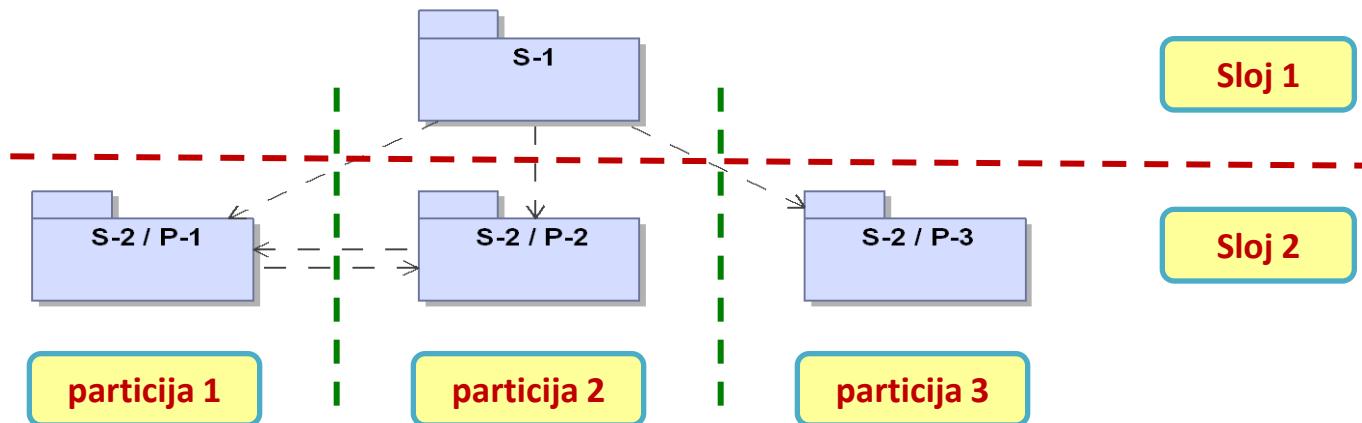 S-1
Sloj 1
S-2 / P-1
S-2 / P-2
S-2 / P-3
Sloj 2
particija 1
particija 2
particija 3